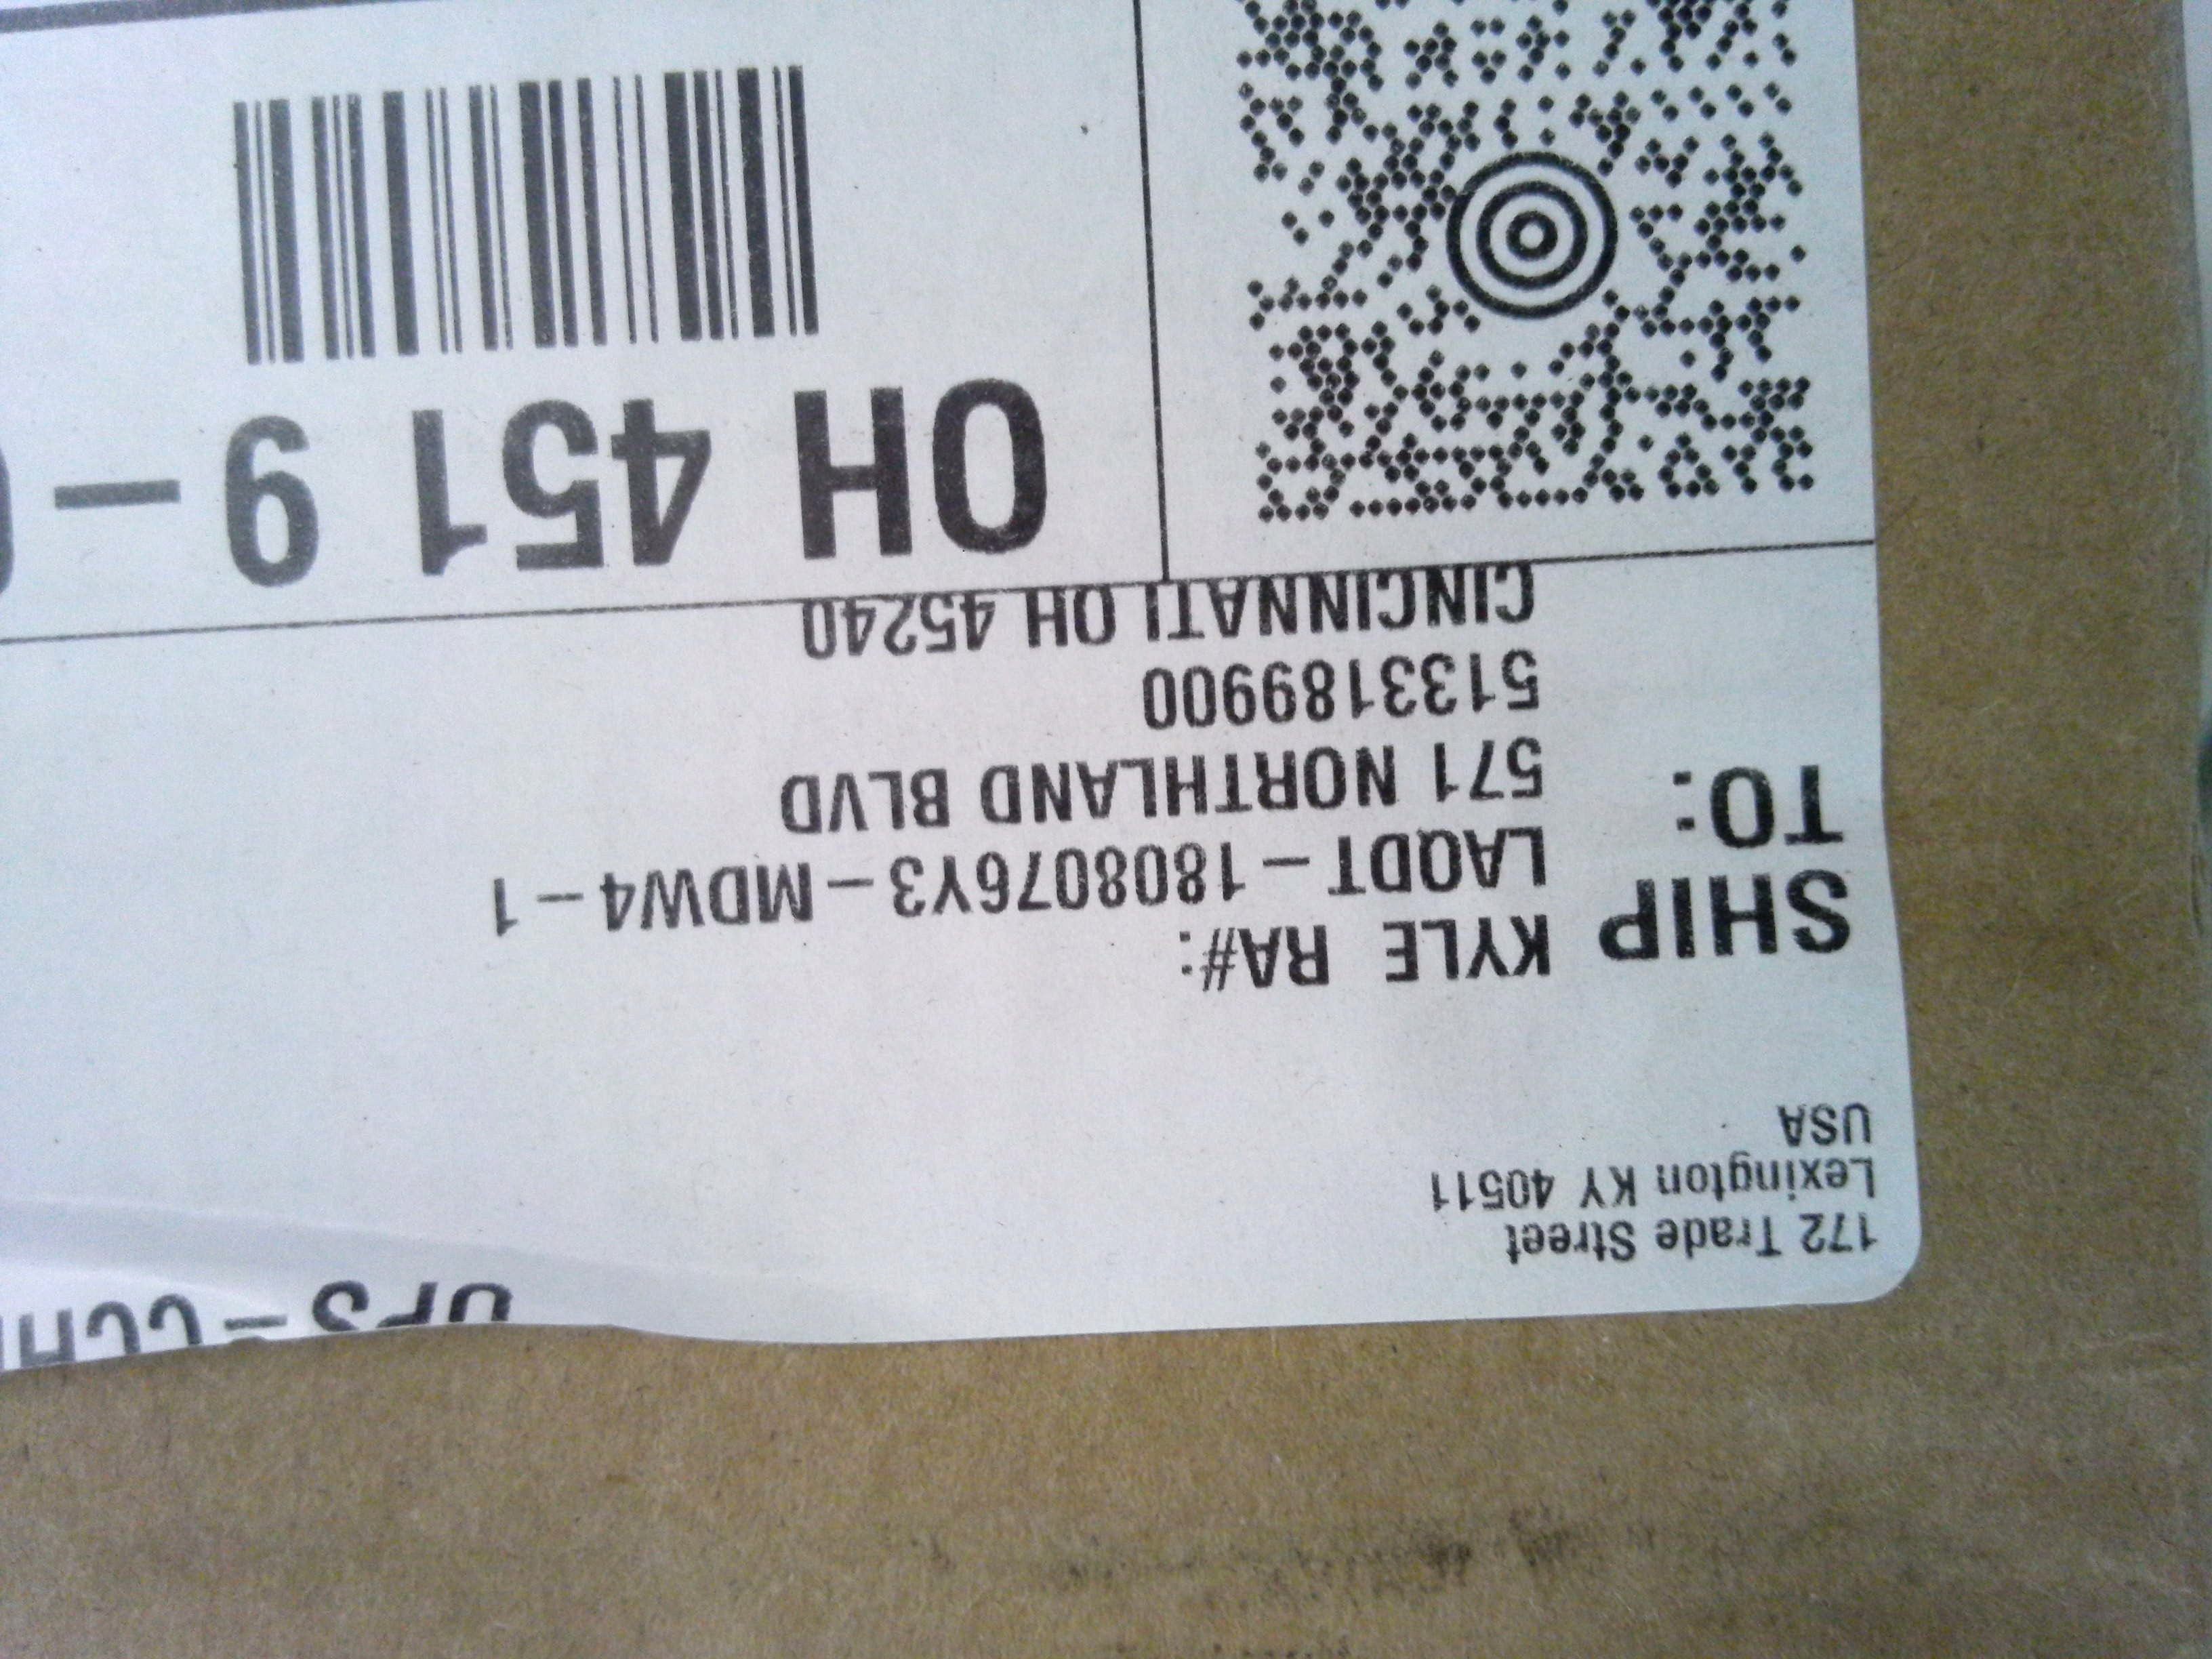 172 Trade Street
Lexington KY 40511
USA
SHIP
TO:
KYLE RA#:
LAQDT-1808076Y3-MDW4-1
571 NORTHLAND BLVD
5133189900
CINCINNATI OH 45240
OH 451 9-